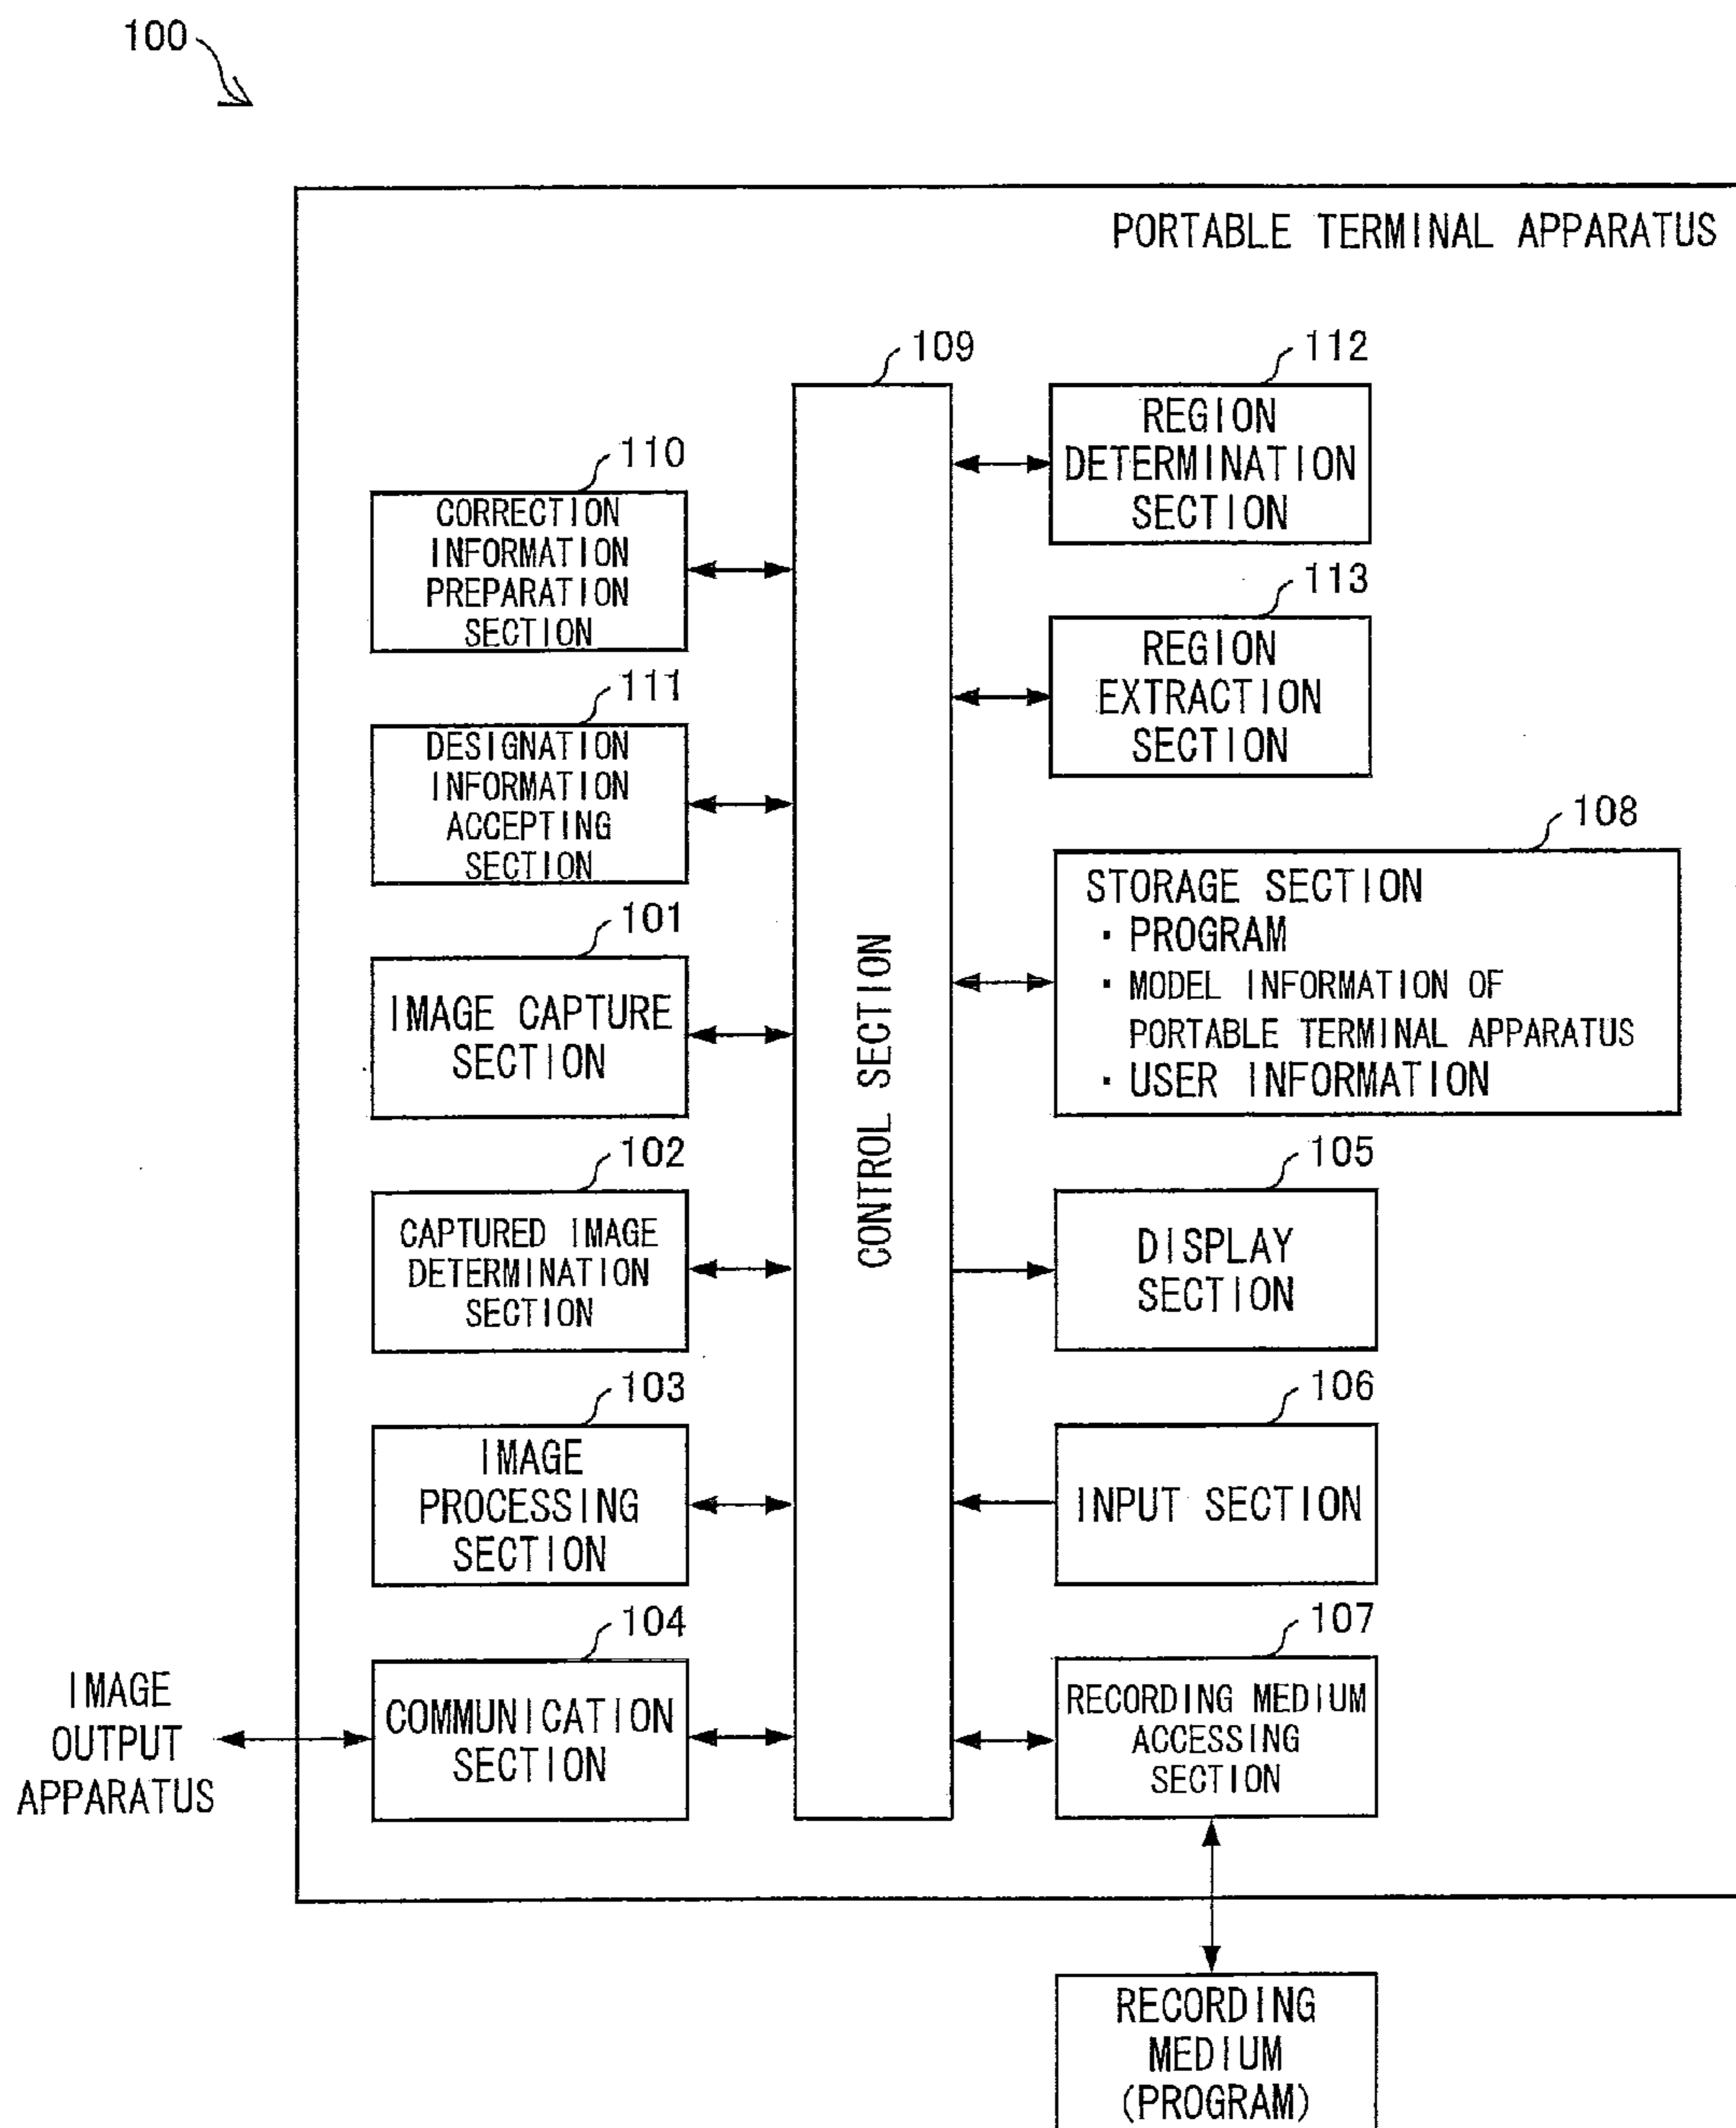 100
PORTABLE TERMINAL APPARATUS
109
112
REGION
DETERMINATION
SECTION
110
CORRECTION
INFORMATION
PREPARATION
SECTION
113
REGION
EXTRACTION
SECTION
111
DESIGNATION
INFORMATION
ACCEPTING
SECTION
108
STORAGE SECTION
・PROGRAM
・MODEL INFORMATION OF
PORTABLE TERMINAL APPARATUS
・USER INFORMATION
101
IMAGE CAPTURE
SECTION
CONTROL SECTION
102
CAPTURED IMAGE
DETERMINATION
SECTION
105
DISPLAY
SECTION
103
IMAGE
PROCESSING
SECTION
106
INPUT SECTION
104
COMMUNICATION
SECTION
IMAGE
OUTPUT
APPARATUS
107
RECORDING MEDIUM
ACCESSING
SECTION
RECORDING
MEDIUM
(PROGRAM)